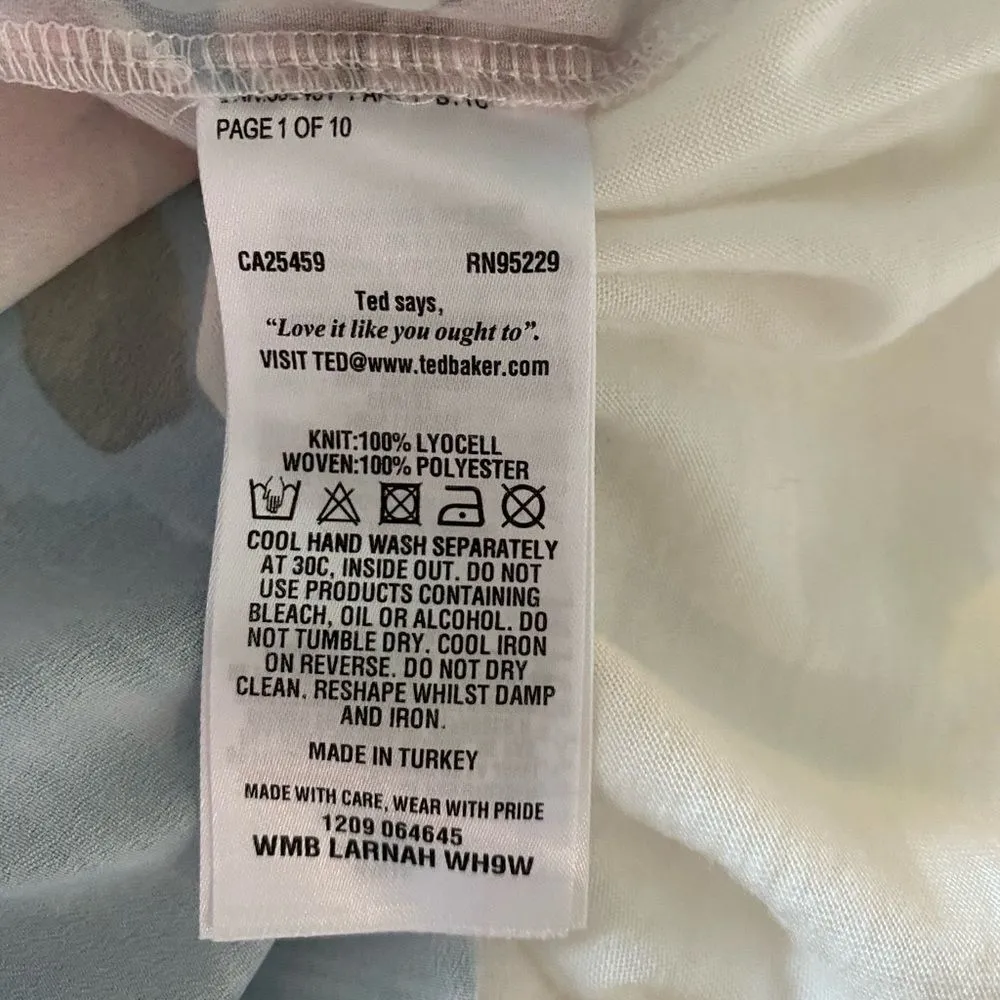 PAGE 1 OF 10
CA25459 RN95229
Ted says,
“Love it like you ought to”.
VISIT TED@www.tedbaker.com
KNIT:100% LYOCELL
WOVEN:100% POLYESTER
COOL HAND WASH SEPARATELY
AT 30C, INSIDE OUT. DO NOT
USE PRODUCTS CONTAINING
BLEACH, OIL OR ALCOHOL. DO
NOT TUMBLE DRY. COOL IRON
ON REVERSE. DO NOT DRY
CLEAN. RESHAPE WHILST DAMP
AND IRON.
MADE IN TURKEY
MADE WITH CARE, WEAR WITH PRIDE
1209 064645
WMB LARNAH WH9W